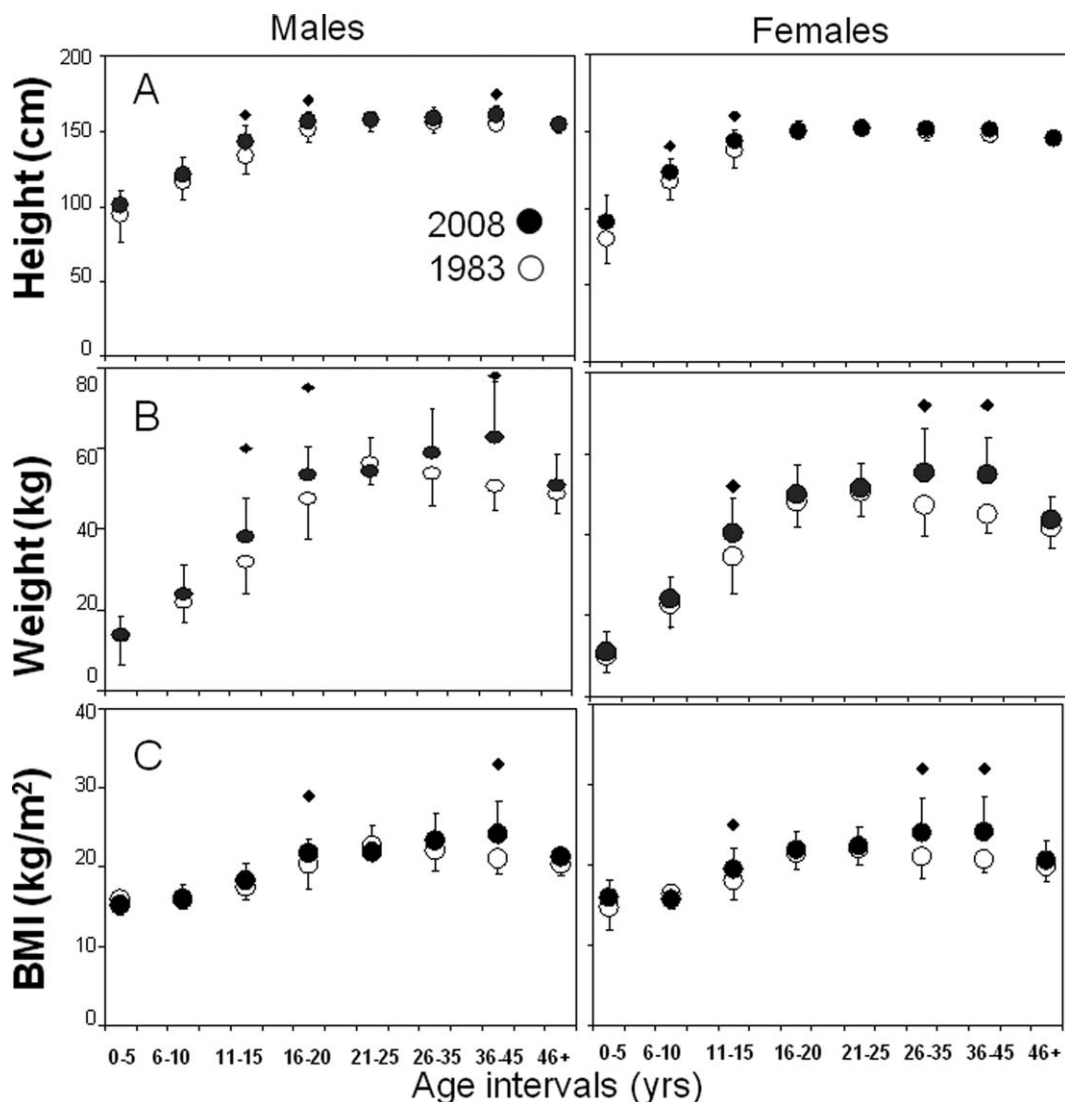 Males
Females
A
Height (cm)
200
150
100
50
0
2008
1983
B
Weight (kg)
80
60
40
20
0
C
BMI (kg/m²)
40
30
20
10
0
0-5 6-10 11-15 16-20 21-25 26-35 36-45 46+
0-5 6-10 11-15 16-20 21-25 26-35 36-45 46+
Age intervals (yrs)